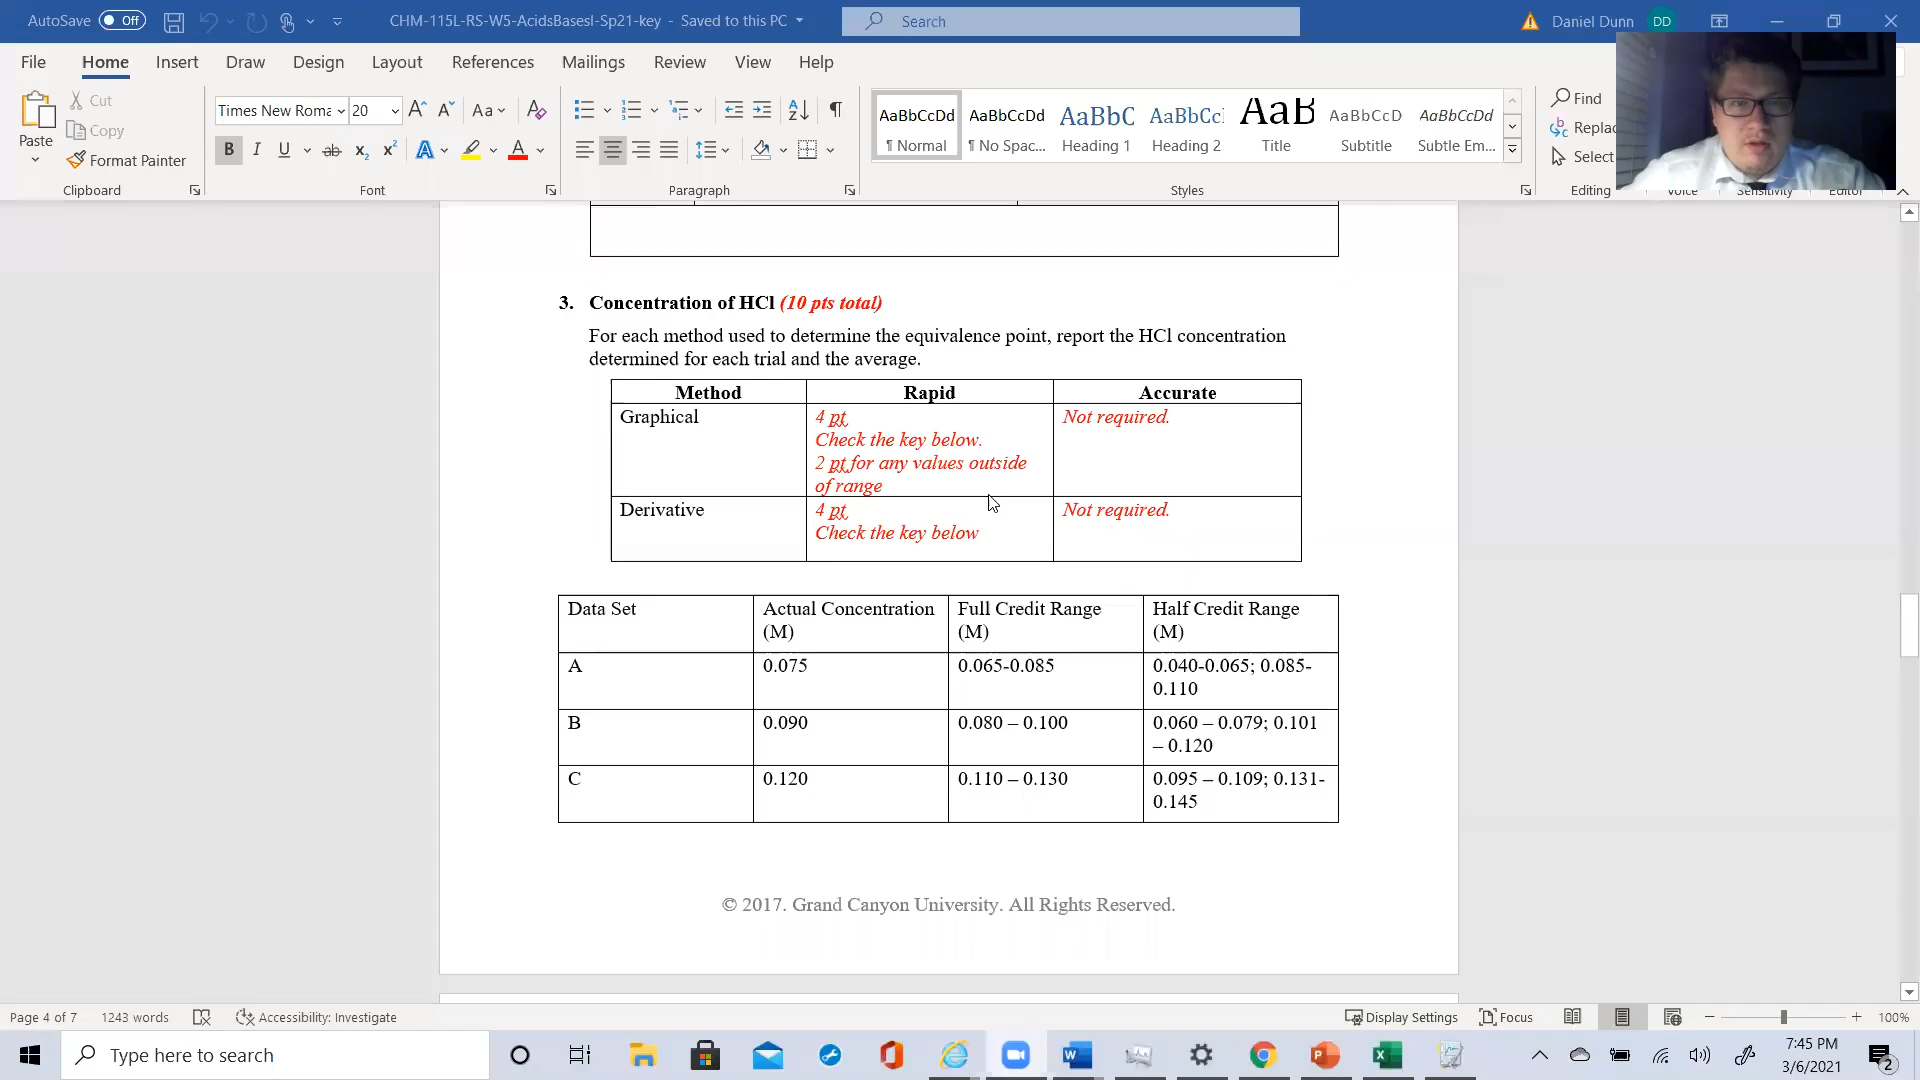 AutoSave Off CHM-115L-RS-W5-AcidsBasesI-Sp21-key - Saved to this PC Search Daniel Dunn DD
File Home Insert Draw Design Layout References Mailings Review View Help
Paste Cut Copy Format Painter
Times New Roma 20
AaBbCcDd AaBbCcDd AaBbC AaBbCc AaB AaBbCcD AaBbCcDd
¶ Normal ¶ No Spac... Heading 1 Heading 2 Title Subtitle Subtle Em...
Find
Replac
Select
Clipboard Font Paragraph Styles Editing Voice Sensitivity Editor
3. Concentration of HCl (10 pts total)
For each method used to determine the equivalence point, report the HCl concentration
determined for each trial and the average.
Method Rapid Accurate
Graphical 4 pt Not required.
Check the key below.
2 pt for any values outside
of range
Derivative 4 pt Not required.
Check the key below
Data Set Actual Concentration Full Credit Range Half Credit Range
(M) (M) (M)
A 0.075 0.065-0.085 0.040-0.065; 0.085-
0.110
B 0.090 0.080 – 0.100 0.060 – 0.079; 0.101
– 0.120
C 0.120 0.110 – 0.130 0.095 – 0.109; 0.131-
0.145
© 2017. Grand Canyon University. All Rights Reserved.
Page 4 of 7 1243 words Accessibility: Investigate Display Settings Focus 100%
Type here to search
7:45 PM
3/6/2021
2